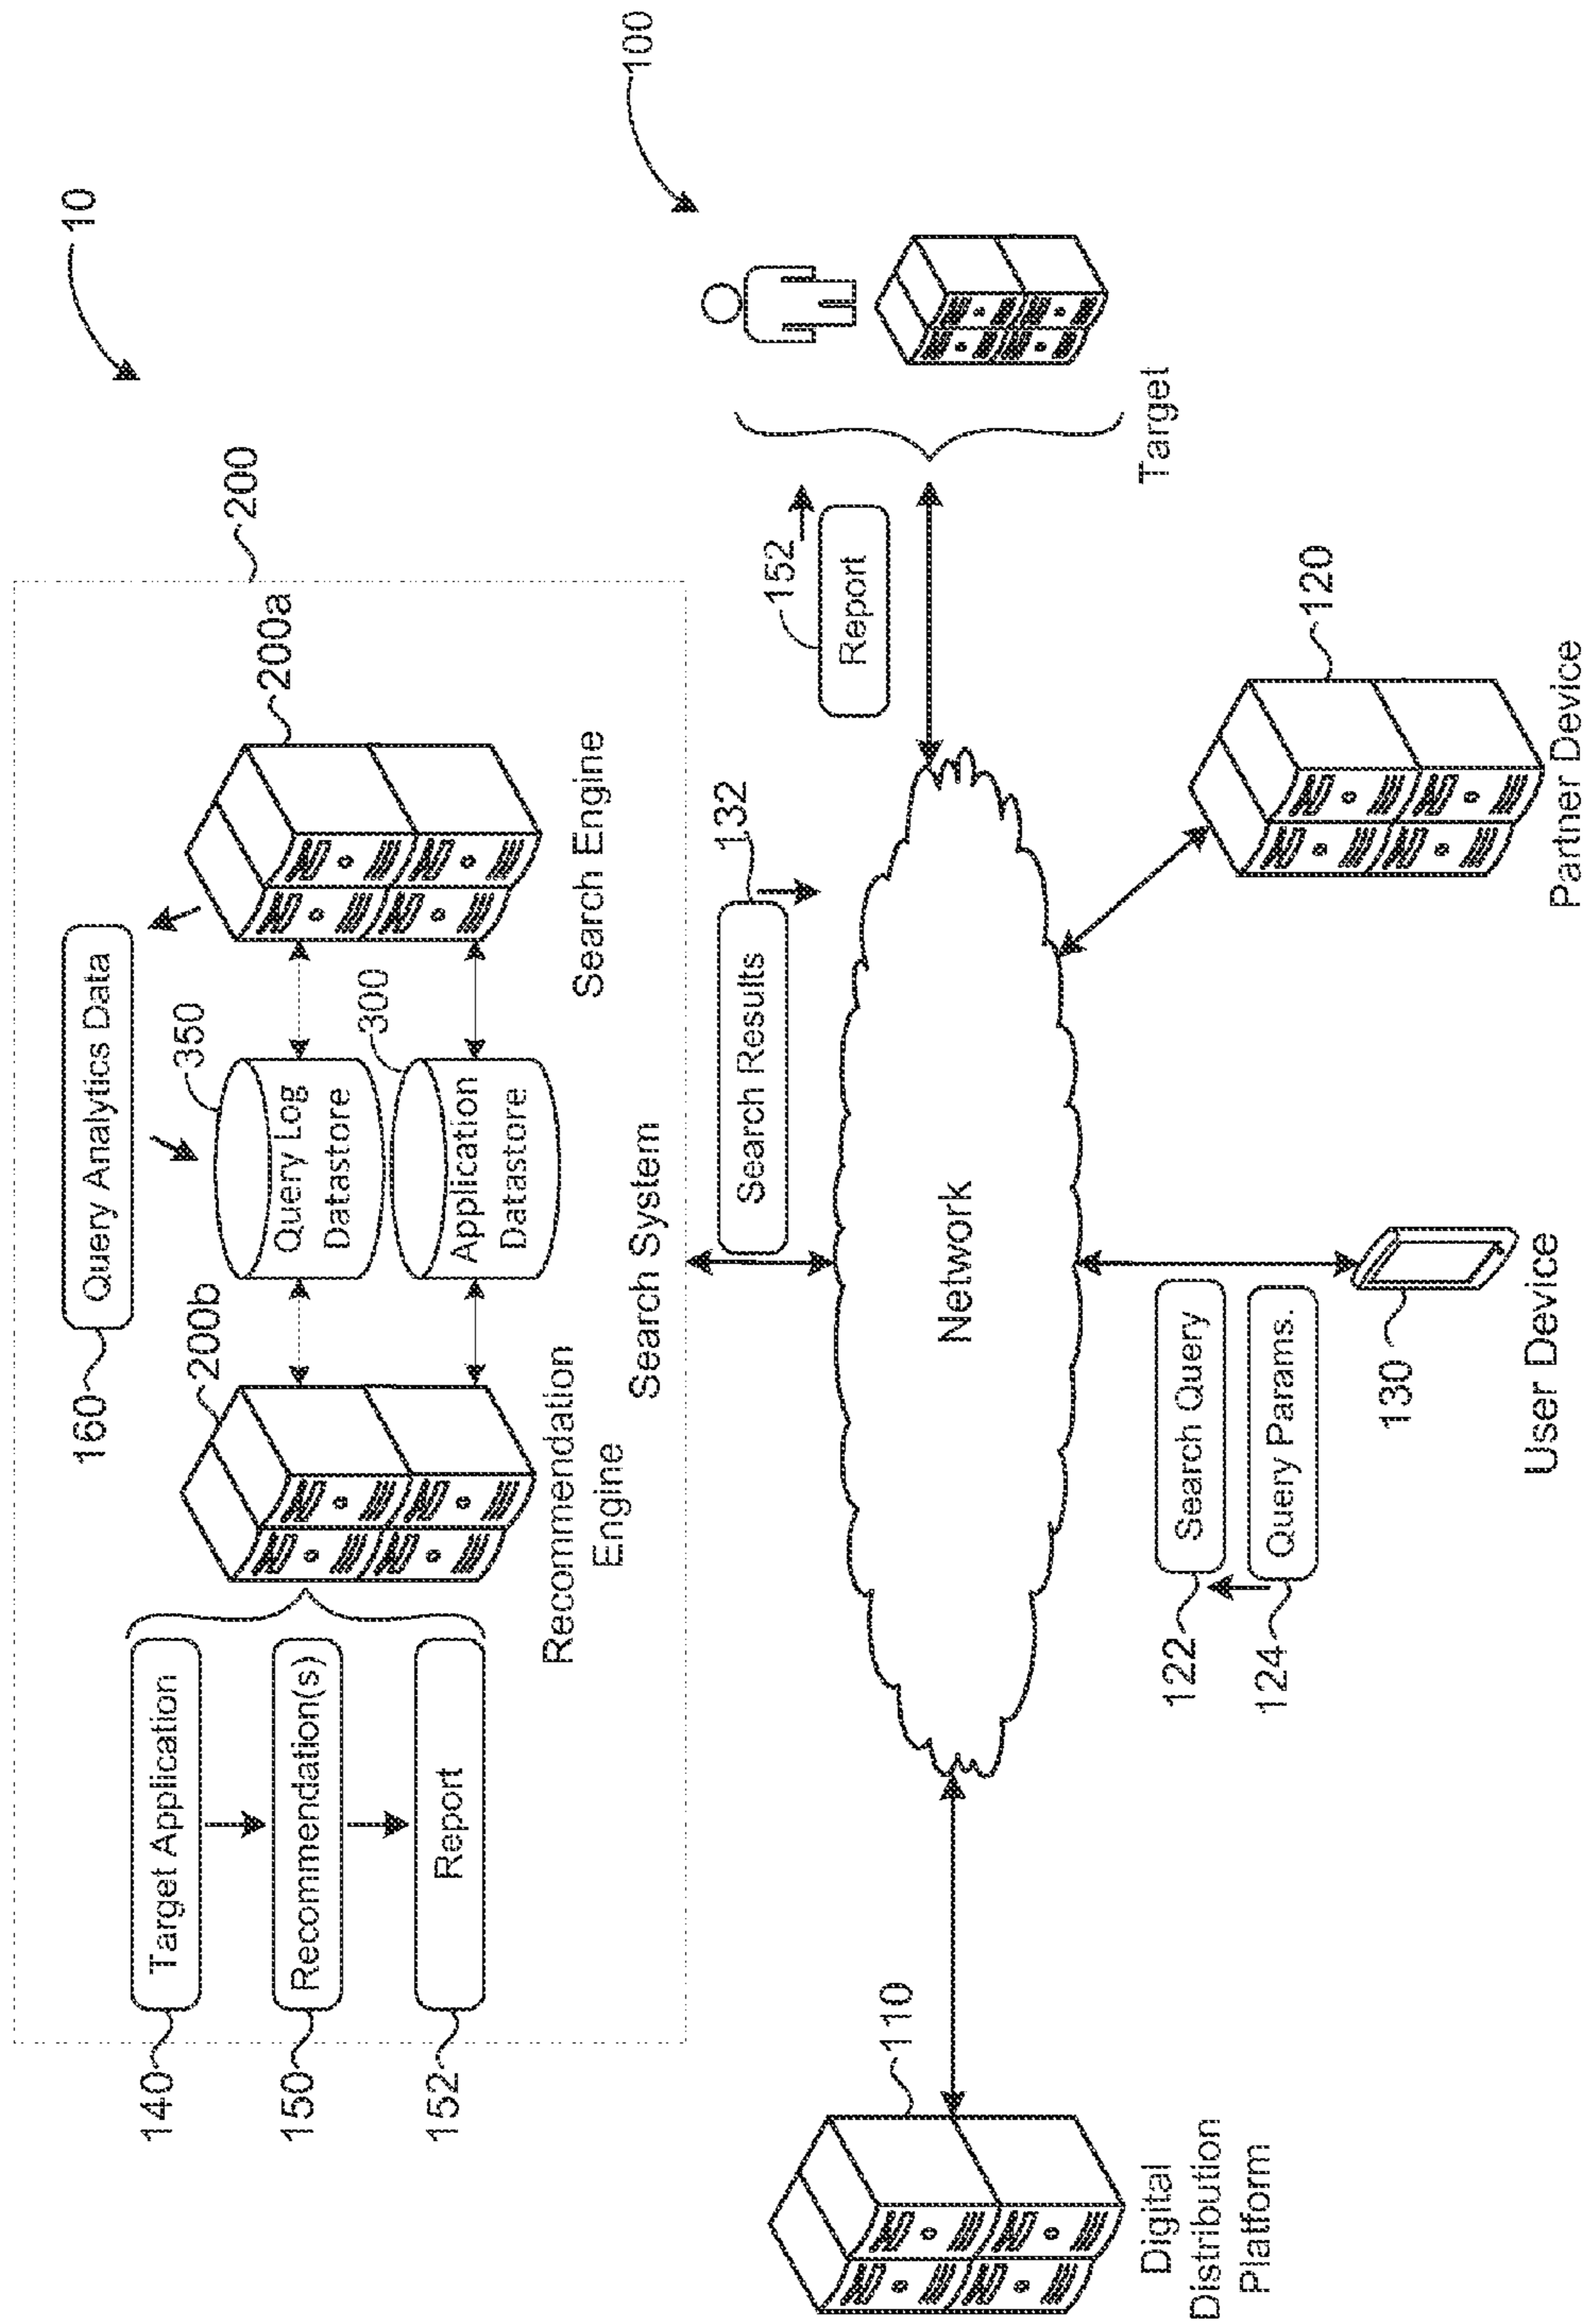 10
200
160
Query Analytics Data
140
Target Application
200b
350
200a
Query Log
Datastore
150
Recommendation(s)
300
Application
Datastore
152
Report
Recommendation
Engine
Search Engine
Search System
100
Search Results
132
152
Report
Network
110
Digital
Distribution
Platform
Target
122
Search Query
124
Query Params.
120
130
User Device
Partner Device